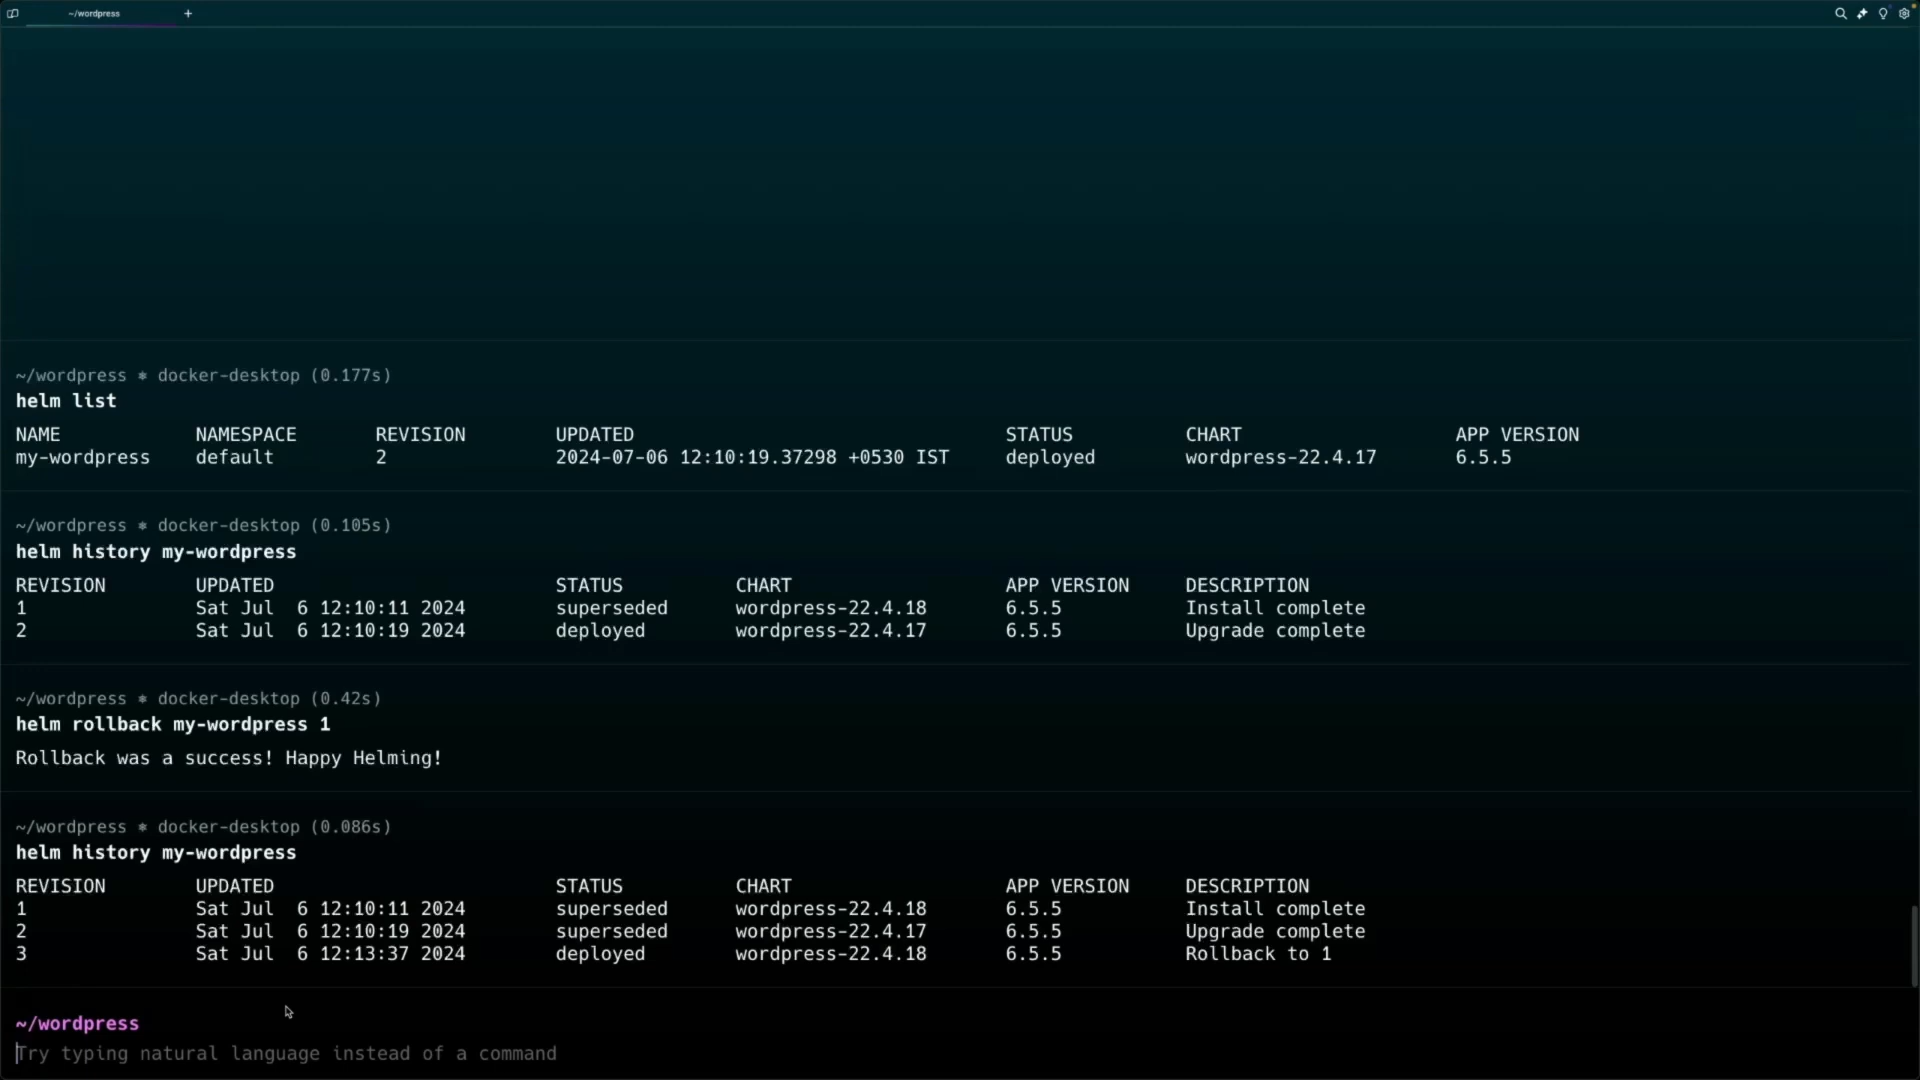 ~/wordpress
+
~/wordpress ⎈ docker-desktop (0.177s)
helm list
NAME NAMESPACE REVISION UPDATED STATUS CHART APP VERSION
my-wordpress default 2 2024-07-06 12:10:19.37298 +0530 IST deployed wordpress-22.4.17 6.5.5
~/wordpress ⎈ docker-desktop (0.105s)
helm history my-wordpress
REVISION UPDATED STATUS CHART APP VERSION DESCRIPTION
1 Sat Jul 6 12:10:11 2024 superseded wordpress-22.4.18 6.5.5 Install complete
2 Sat Jul 6 12:10:19 2024 deployed wordpress-22.4.17 6.5.5 Upgrade complete
~/wordpress ⎈ docker-desktop (0.42s)
helm rollback my-wordpress 1
Rollback was a success! Happy Helming!
~/wordpress ⎈ docker-desktop (0.086s)
helm history my-wordpress
REVISION UPDATED STATUS CHART APP VERSION DESCRIPTION
1 Sat Jul 6 12:10:11 2024 superseded wordpress-22.4.18 6.5.5 Install complete
2 Sat Jul 6 12:10:19 2024 superseded wordpress-22.4.17 6.5.5 Upgrade complete
3 Sat Jul 6 12:13:37 2024 deployed wordpress-22.4.18 6.5.5 Rollback to 1
~/wordpress
Try typing natural language instead of a command